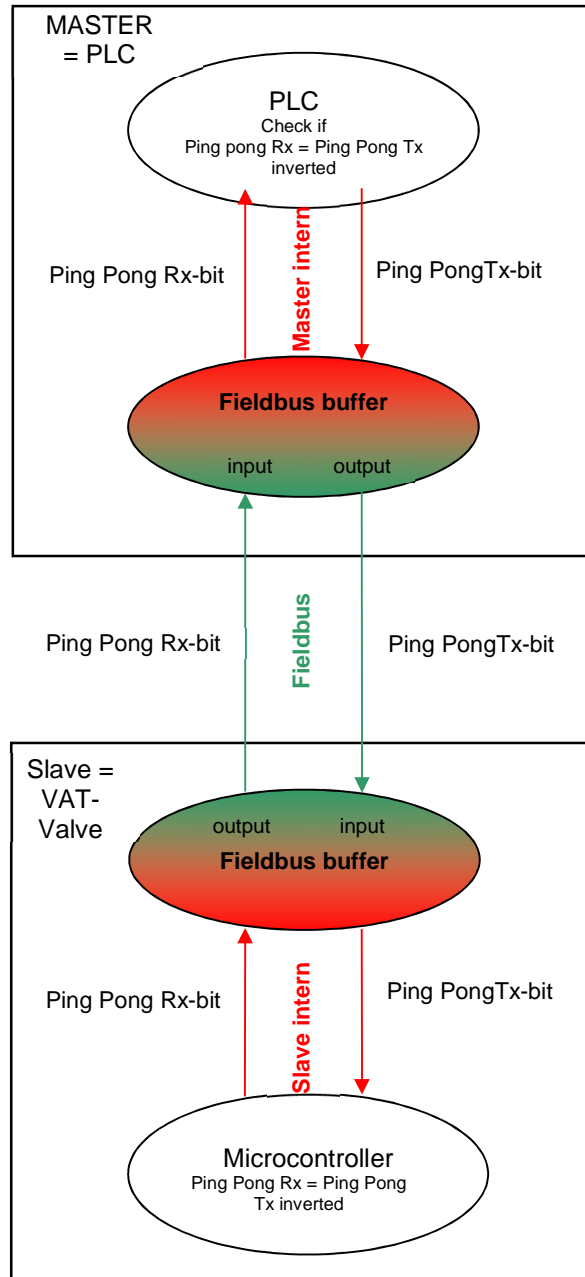 MASTER
= PLC
PLC
Check if
Ping pong Rx = Ping Pong Tx
inverted
Ping Pong Rx-bit
Master intern
Ping PongTx-bit
Fieldbus buffer
input output
Ping Pong Rx-bit
Fieldbus
Ping PongTx-bit
Slave =
VAT-
Valve
output input
Fieldbus buffer
Ping Pong Rx-bit
Slave intern
Ping PongTx-bit
Microcontroller
Ping Pong Rx = Ping Pong
Tx inverted